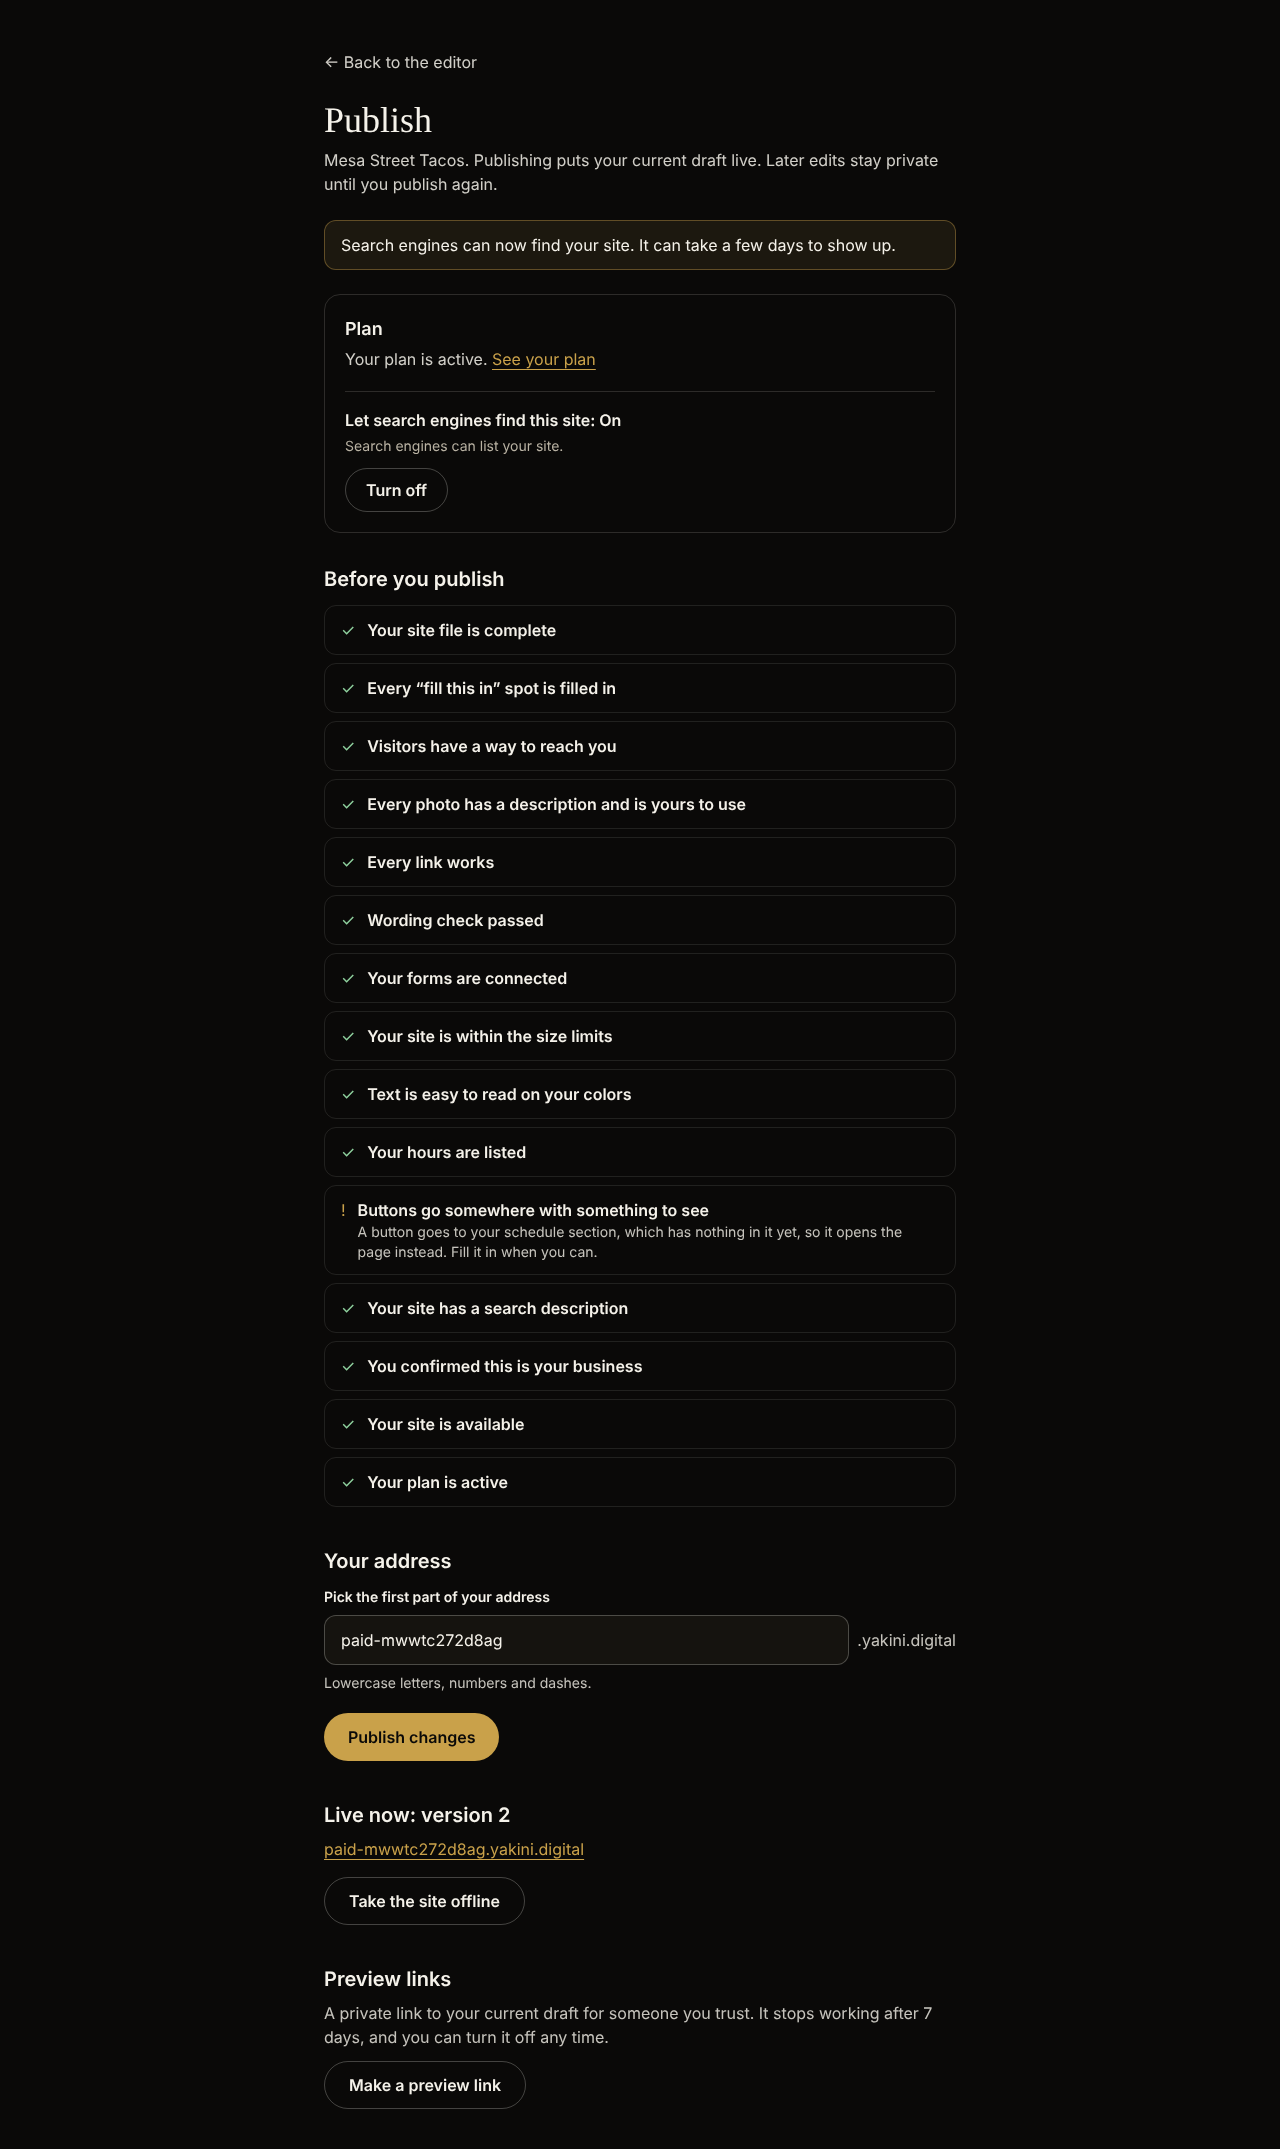 ← Back to the editor
Publish
Mesa Street Tacos. Publishing puts your current draft live. Later edits stay private
until you publish again.
Search engines can now find your site. It can take a few days to show up.
Plan
Your plan is active. See your plan
Let search engines find this site: On
Search engines can list your site.
Turn off
Before you publish
✓ Your site file is complete
✓ Every “fill this in” spot is filled in
✓ Visitors have a way to reach you
✓ Every photo has a description and is yours to use
✓ Every link works
✓ Wording check passed
✓ Your forms are connected
✓ Your site is within the size limits
✓ Text is easy to read on your colors
✓ Your hours are listed
! Buttons go somewhere with something to see
A button goes to your schedule section, which has nothing in it yet, so it opens the
page instead. Fill it in when you can.
✓ Your site has a search description
✓ You confirmed this is your business
✓ Your site is available
✓ Your plan is active
Your address
Pick the first part of your address
paid-mwwtc272d8ag .yakini.digital
Lowercase letters, numbers and dashes.
Publish changes
Live now: version 2
paid-mwwtc272d8ag.yakini.digital
Take the site offline
Preview links
A private link to your current draft for someone you trust. It stops working after 7
days, and you can turn it off any time.
Make a preview link